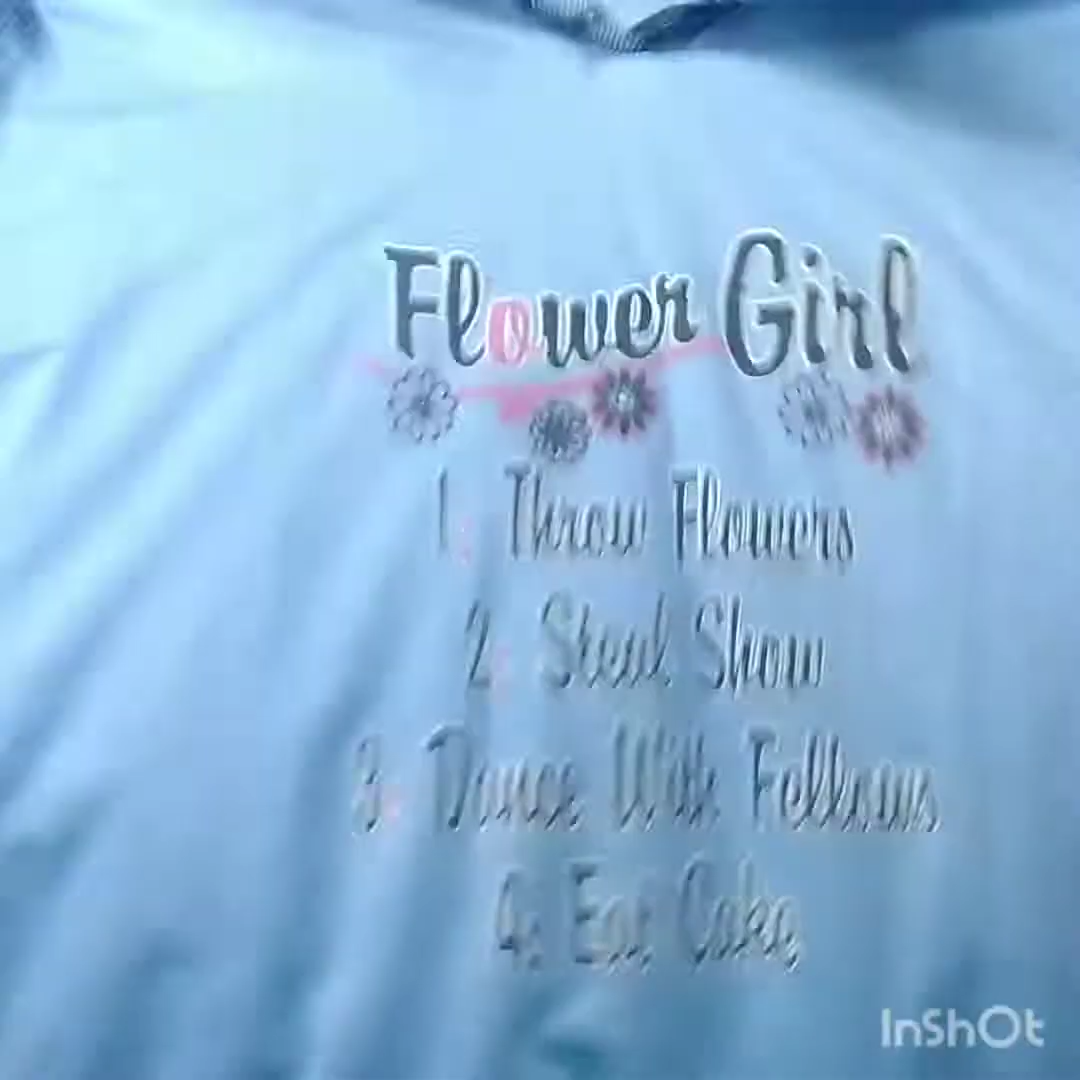 Flower Girl
1. Throw Flowers
2. Steal Show
3. Dance With Fellows
4. Eat Cake
InShOt